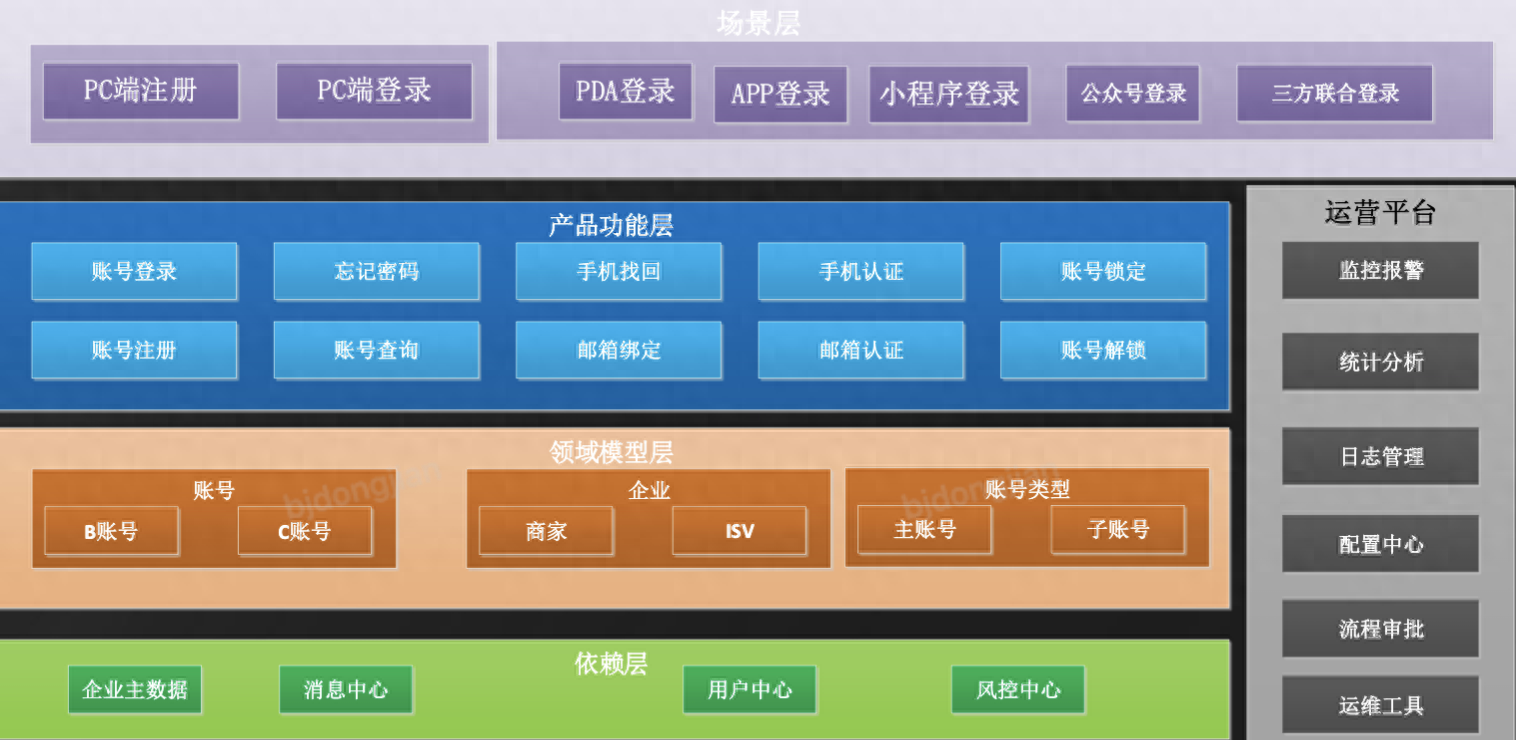 场景层
PC端注册 PC端登录 PDA登录 APP登录 小程序登录 公众号登录 三方联合登录
产品功能层
账号登录 忘记密码 手机找回 手机认证 账号锁定
账号注册 账号查询 邮箱绑定 邮箱认证 账号解锁
领域模型层
账号 企业 账号类型
B账号 C账号 商家 ISV 主账号 子账号
依赖层
企业主数据 消息中心 用户中心 风控中心
运营平台
监控报警
统计分析
日志管理
配置中心
流程审批
运维工具